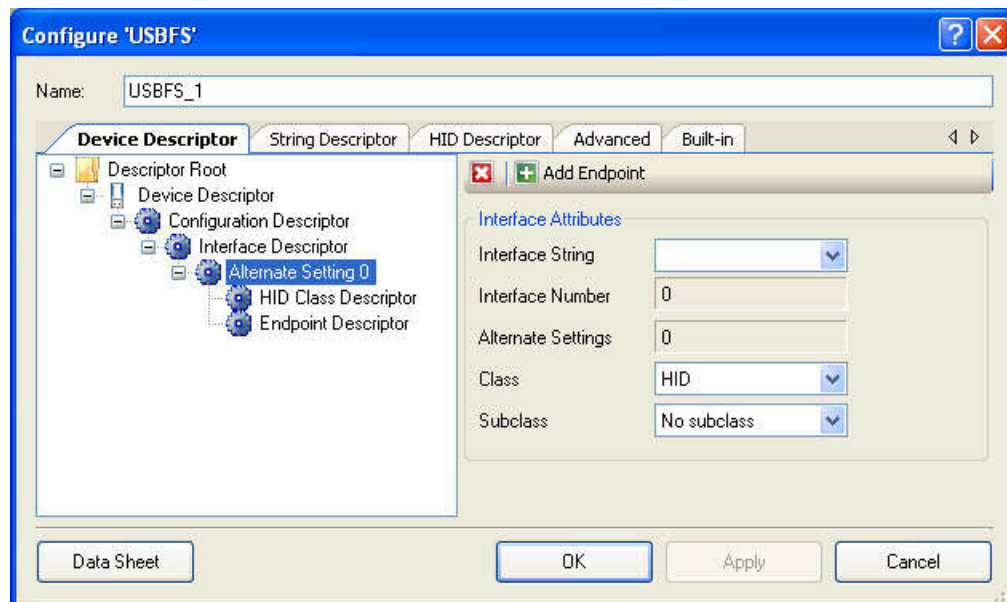 Configure 'USBFS'
Name: USBFS_1
Device Descriptor String Descriptor HID Descriptor Advanced Built-in
Descriptor Root
Device Descriptor
Configuration Descriptor
Interface Descriptor
Alternate Setting 0
HID Class Descriptor
Endpoint Descriptor
Add Endpoint
Interface Attributes
Interface String
Interface Number 0
Alternate Settings 0
Class HID
Subclass No subclass
Data Sheet OK Apply Cancel